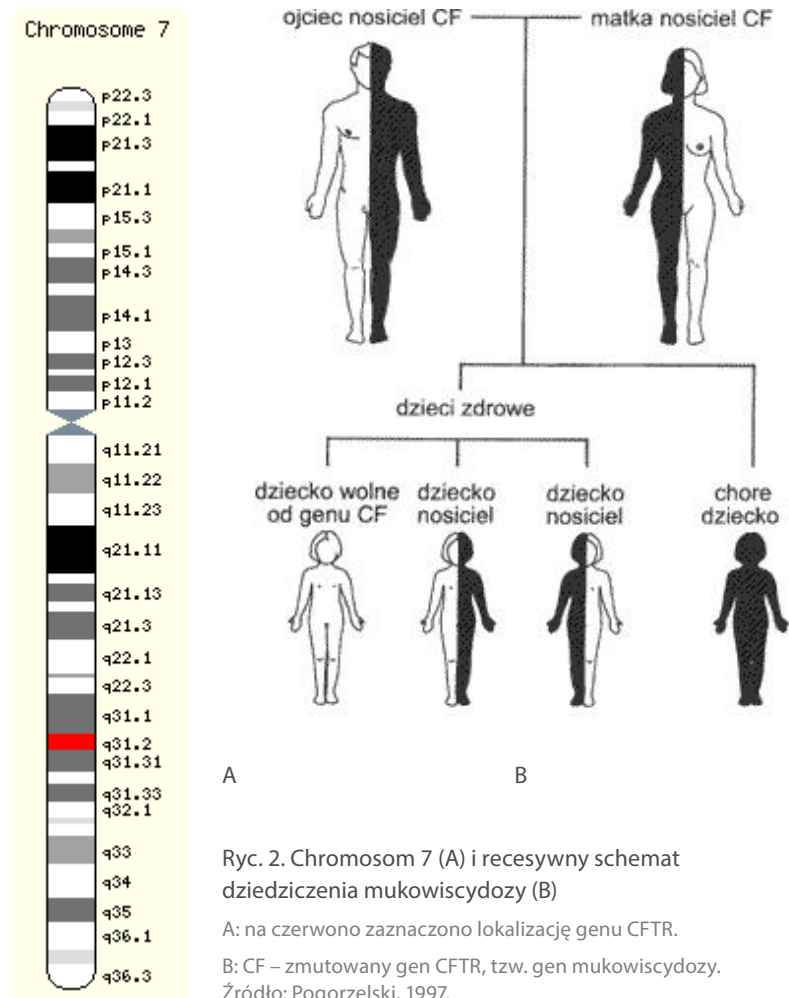 Chromosome 7
p22.3
p22.1
p21.3
p21.1
p15.3
p15.1
p14.3
p14.1
p13
p12.3
p12.1
p11.2
q11.21
q11.22
q11.23
q21.11
q21.13
q21.3
q22.1
q22.3
q31.1
q31.2
q31.31
q31.33
q32.1
q33
q34
q35
q36.1
q36.3
ojciec nosiciel CF
matka nosiciel CF
dzieci zdrowe
dziecko wolne
od genu CF
dziecko
nosiciel
dziecko
nosiciel
chore
dziecko
A
B
Ryc. 2. Chromosom 7 (A) i recesywny schemat
dziedziczenia mukowiscydozy (B)
A: na czerwono zaznaczono lokalizację genu CFTR.
B: CF – zmutowany gen CFTR, tzw. gen mukowiscydozy.
Źródło: Pogorzelski, 1997.